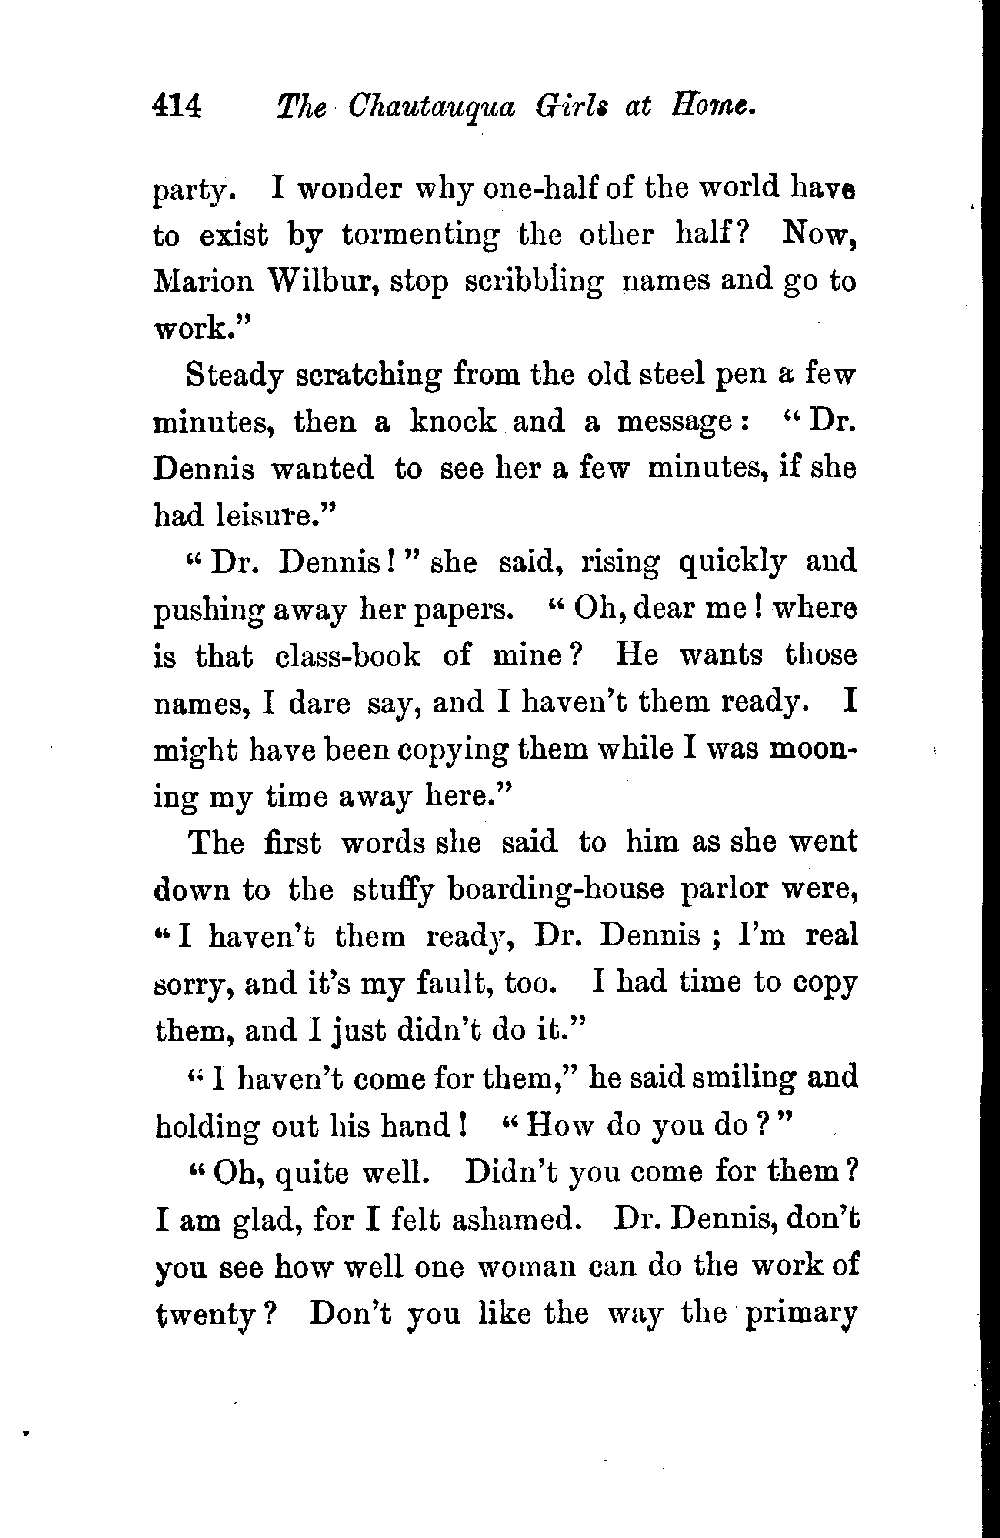 414 The Chautauqua Girls at Home.
party. I wonder why one-half of the world have
to exist by tormenting the other half? Now,
Marion Wilbur, stop scribbling names and go to
work."
Steady scratching from the old steel pen a few
minutes, then a knock and a message: "Dr.
Dennis wanted to see her a few minutes, if she
had leisure."
"Dr. Dennis!" she said, rising quickly and
pushing away her papers. "Oh, dear me! where
is that class-book of mine? He wants those
names, I dare say, and I haven't them ready. I
might have been copying them while I was moon-
ing my time away here."
The first words she said to him as she went
down to the stuffy boarding-house parlor were,
"I haven't them ready, Dr. Dennis; I'm real
sorry, and it's my fault, too. I had time to copy
them, and I just didn't do it."
"I haven't come for them," he said smiling and
holding out his hand! "How do you do?"
"Oh, quite well. Didn't you come for them?
I am glad, for I felt ashamed. Dr. Dennis, don't
you see how well one woman can do the work of
twenty? Don't you like the way the primary